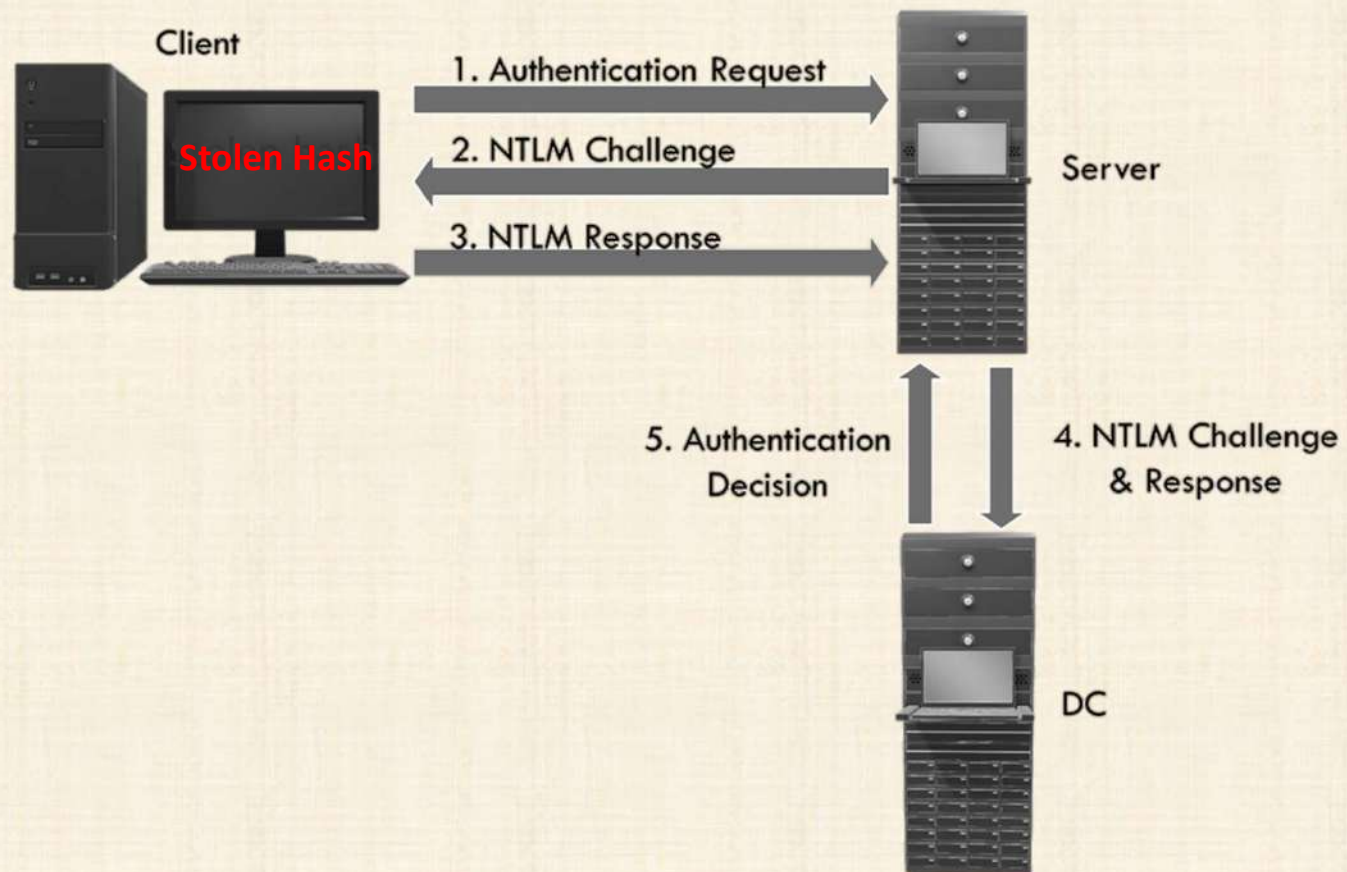 Client
1. Authentication Request
Stolen Hash
2. NTLM Challenge
Server
3. NTLM Response
5. Authentication
Decision
4. NTLM Challenge
& Response
DC